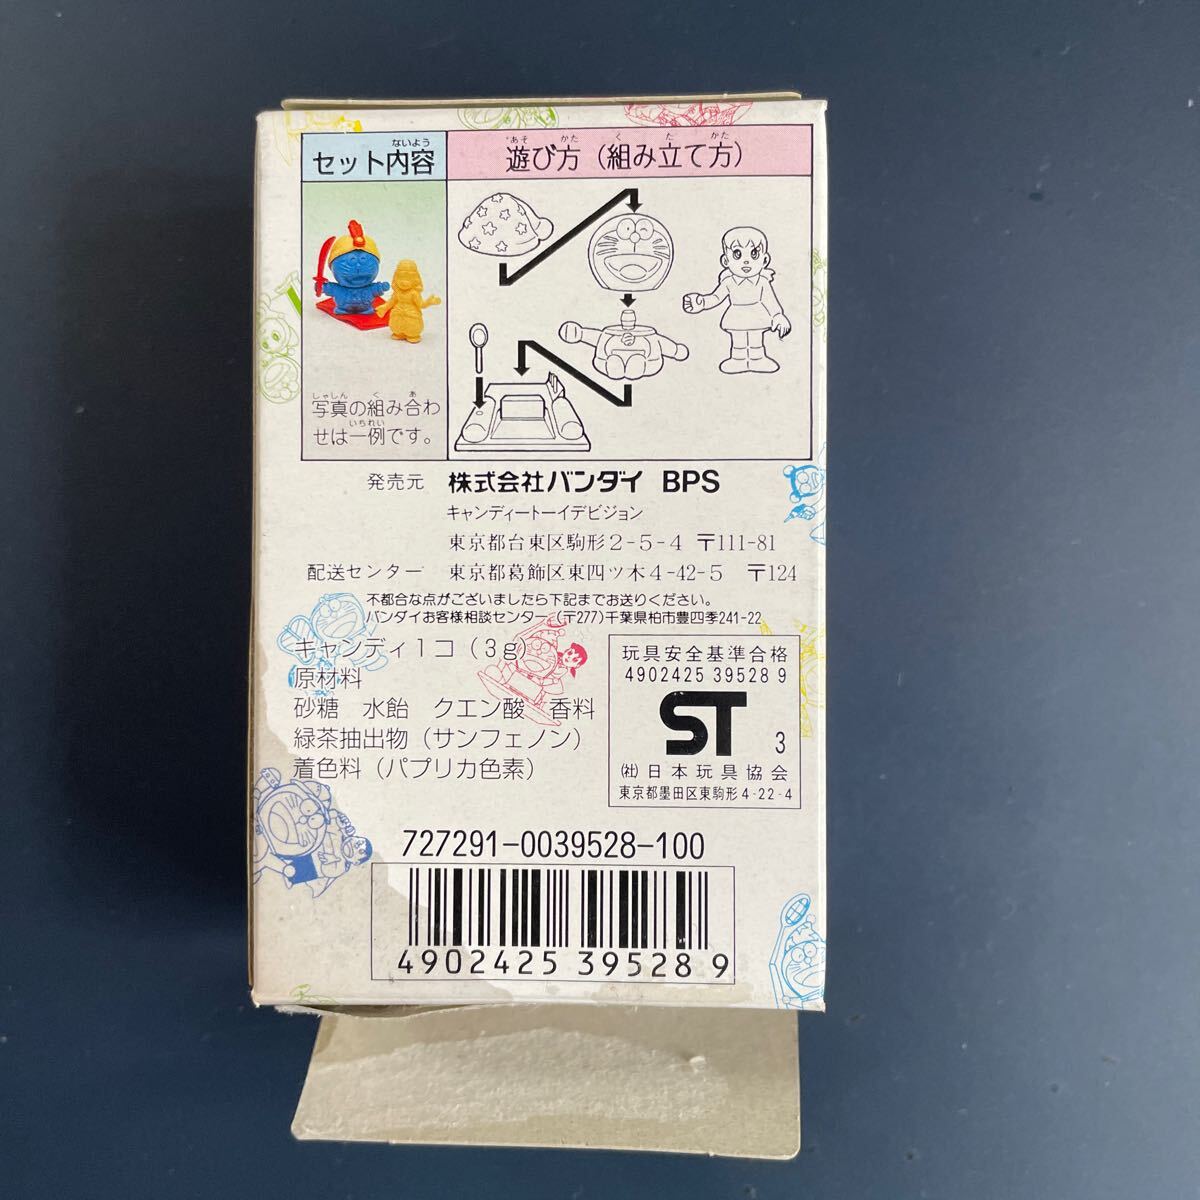 ないよう
セット内容
あそ かた く た かた
遊び方（組み立て方）
しゃしん く あ
写真の組み合わ
いちれい
せは一例です。
発売元 株式会社バンダイ BPS
キャンディートーイデビジョン
東京都台東区駒形2-5-4 〒111-81
配送センター 東京都葛飾区東四ツ木4-42-5 〒124
不都合な点がございましたら下記までお送りください。
バンダイお客様相談センター（〒277)千葉県柏市豊四季241-22
キャンディ1コ（3g）
原材料
砂糖 水飴 クエン酸 香料
緑茶抽出物（サンフェノン）
着色料（パプリカ色素）
玩具安全基準合格
4902425 39528 9
ST 3
㈳日本玩具協会
東京都墨田区東駒形4-22-4
727291-0039528-100
4902425 395289